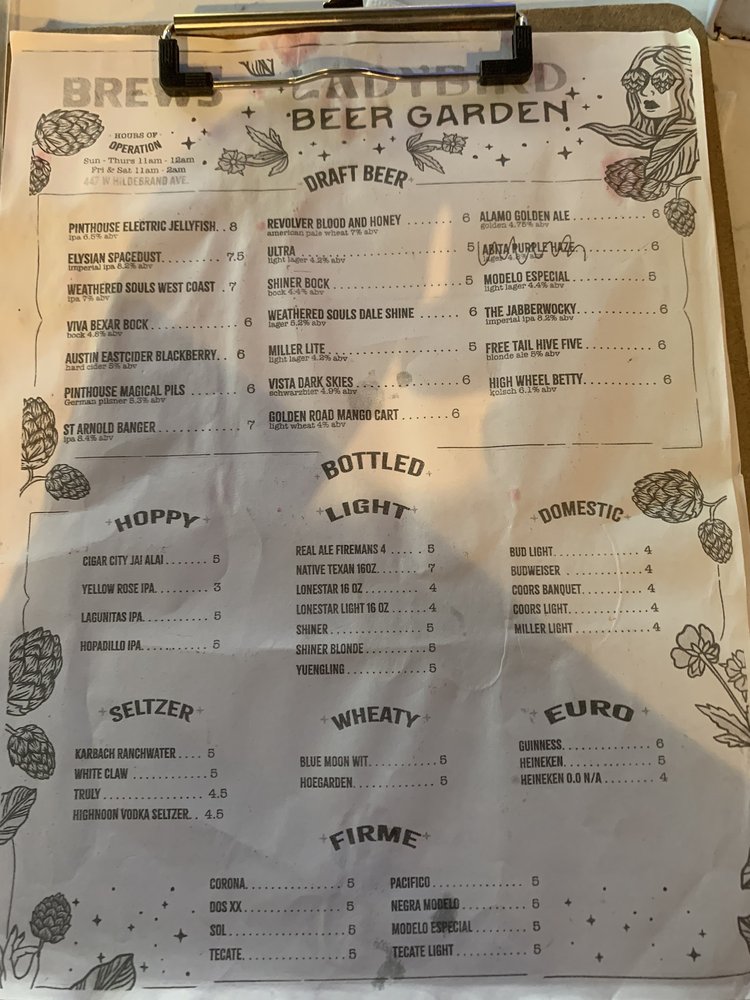 BREWS
LADYBIRD
BEER GARDEN
HOURS OF
OPERATION
Sun - Thurs 11am - 12am
Fri & Sat 11am - 2am
447 W HILDEBRAND AVE.
DRAFT BEER
PINTHOUSE ELECTRIC JELLYFISH.. 8
ipa 6.5% abv
ELYSIAN SPACEDUST......... 7.5
imperial ipa 8.2% abv
WEATHERED SOULS WEST COAST . 7
ipa 7% abv
VIVA BEXAR BOCK............ 6
bock 4.8% abv
AUSTIN EASTCIDER BLACKBERRY.. 6
hard cider 5% abv
PINTHOUSE MAGICAL PILS ...... 6
German pilsner 5.3% abv
ST ARNOLD BANGER ........... 7
ipa 8.4% abv
REVOLVER BLOOD AND HONEY ....... 6
american pale wheat 7% abv
ULTRA ........................ 5
light lager 4.2% abv
SHINER BOCK .................. 5
bock 4.4% abv
WEATHERED SOULS DALE SHINE ...... 6
lager 5.2% abv
MILLER LITE ................... 5
light lager 4.2% abv
VISTA DARK SKIES .............. 6
schwarzbier 4.9% abv
GOLDEN ROAD MANGO CART ....... 6
light wheat 4% abv
ALAMO GOLDEN ALE ........... 6
golden 4.75% abv
ABITA PURPLE HAZE.......... 6
MODELO ESPECIAL ........... 5
light lager 4.4% abv
THE JABBERWOCKY............ 6
imperial ipa 8.2% abv
FREE TAIL HIVE FIVE......... 6
blonde ale 5% abv
HIGH WHEEL BETTY........... 6
kolsch 6.1% abv
BOTTLED
HOPPY
CIGAR CITY JAI ALAI ....... 5
YELLOW ROSE IPA......... 3
LAGUNITAS IPA........... 5
HOPADILLO IPA........... 5
LIGHT
REAL ALE FIREMANS 4 ..... 5
NATIVE TEXAN 16OZ........ 7
LONESTAR 16 OZ .......... 4
LONESTAR LIGHT 16 OZ ..... 4
SHINER ................. 5
SHINER BLONDE........... 5
YUENGLING .............. 5
DOMESTIC
BUD LIGHT.............. 4
BUDWEISER ............. 4
COORS BANQUET.......... 4
COORS LIGHT............ 4
MILLER LIGHT ........... 4
SELTZER
KARBACH RANCHWATER .... 5
WHITE CLAW ............ 5
TRULY ................. 4.5
HIGHNOON VODKA SELTZER. . 4.5
WHEATY
BLUE MOON WIT........... 5
HOEGARDEN.............. 5
EURO
GUINNESS............... 6
HEINEKEN............... 5
HEINEKEN 0.0 N/A ........ 4
FIRME
CORONA................ 5
DOS XX................. 5
SOL ................... 5
TECATE................. 5
PACIFICO ............... 5
NEGRA MODELO ........... 5
MODELO ESPECIAL ......... 5
TECATE LIGHT............ 5